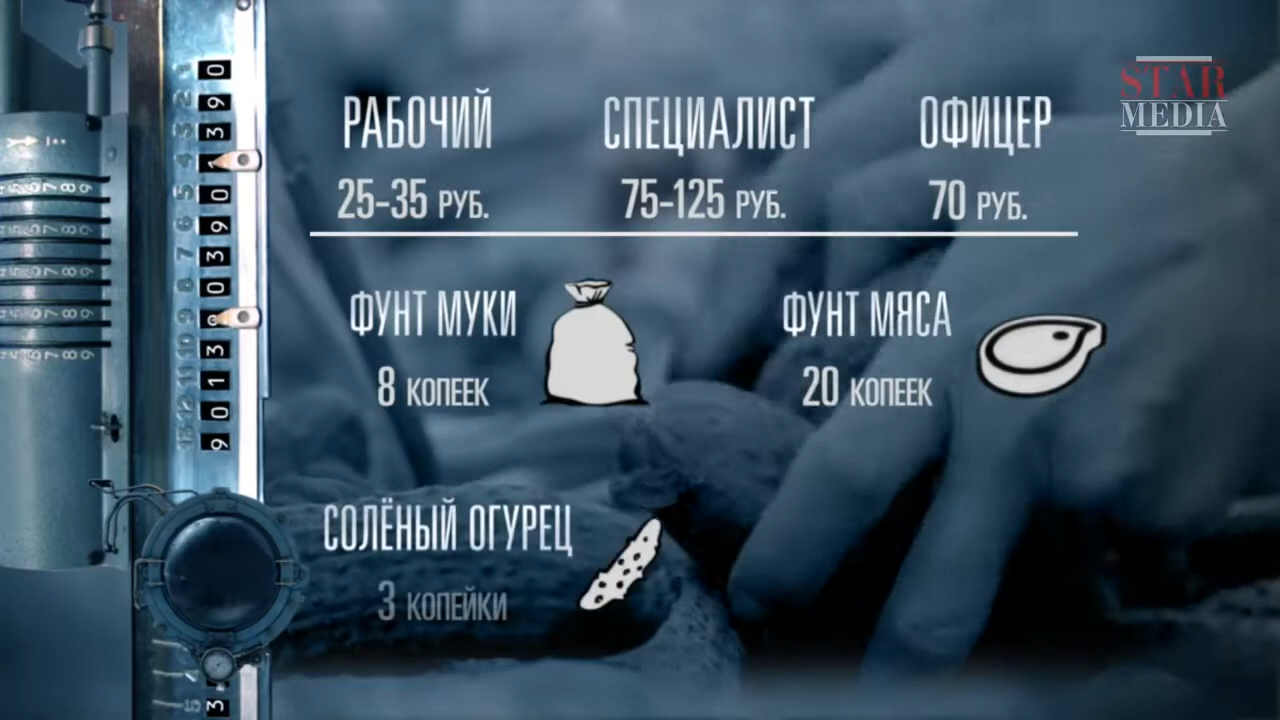 STAR
MEDIA
РАБОЧИЙ
СПЕЦИАЛИСТ
ОФИЦЕР
25-35 РУБ.
75-125 РУБ.
70 РУБ.
ФУНТ МУКИ
ФУНТ МЯСА
8 КОПЕЕК
20 КОПЕЕК
СОЛЁНЫЙ ОГУРЕЦ
3 КОПЕЙКИ